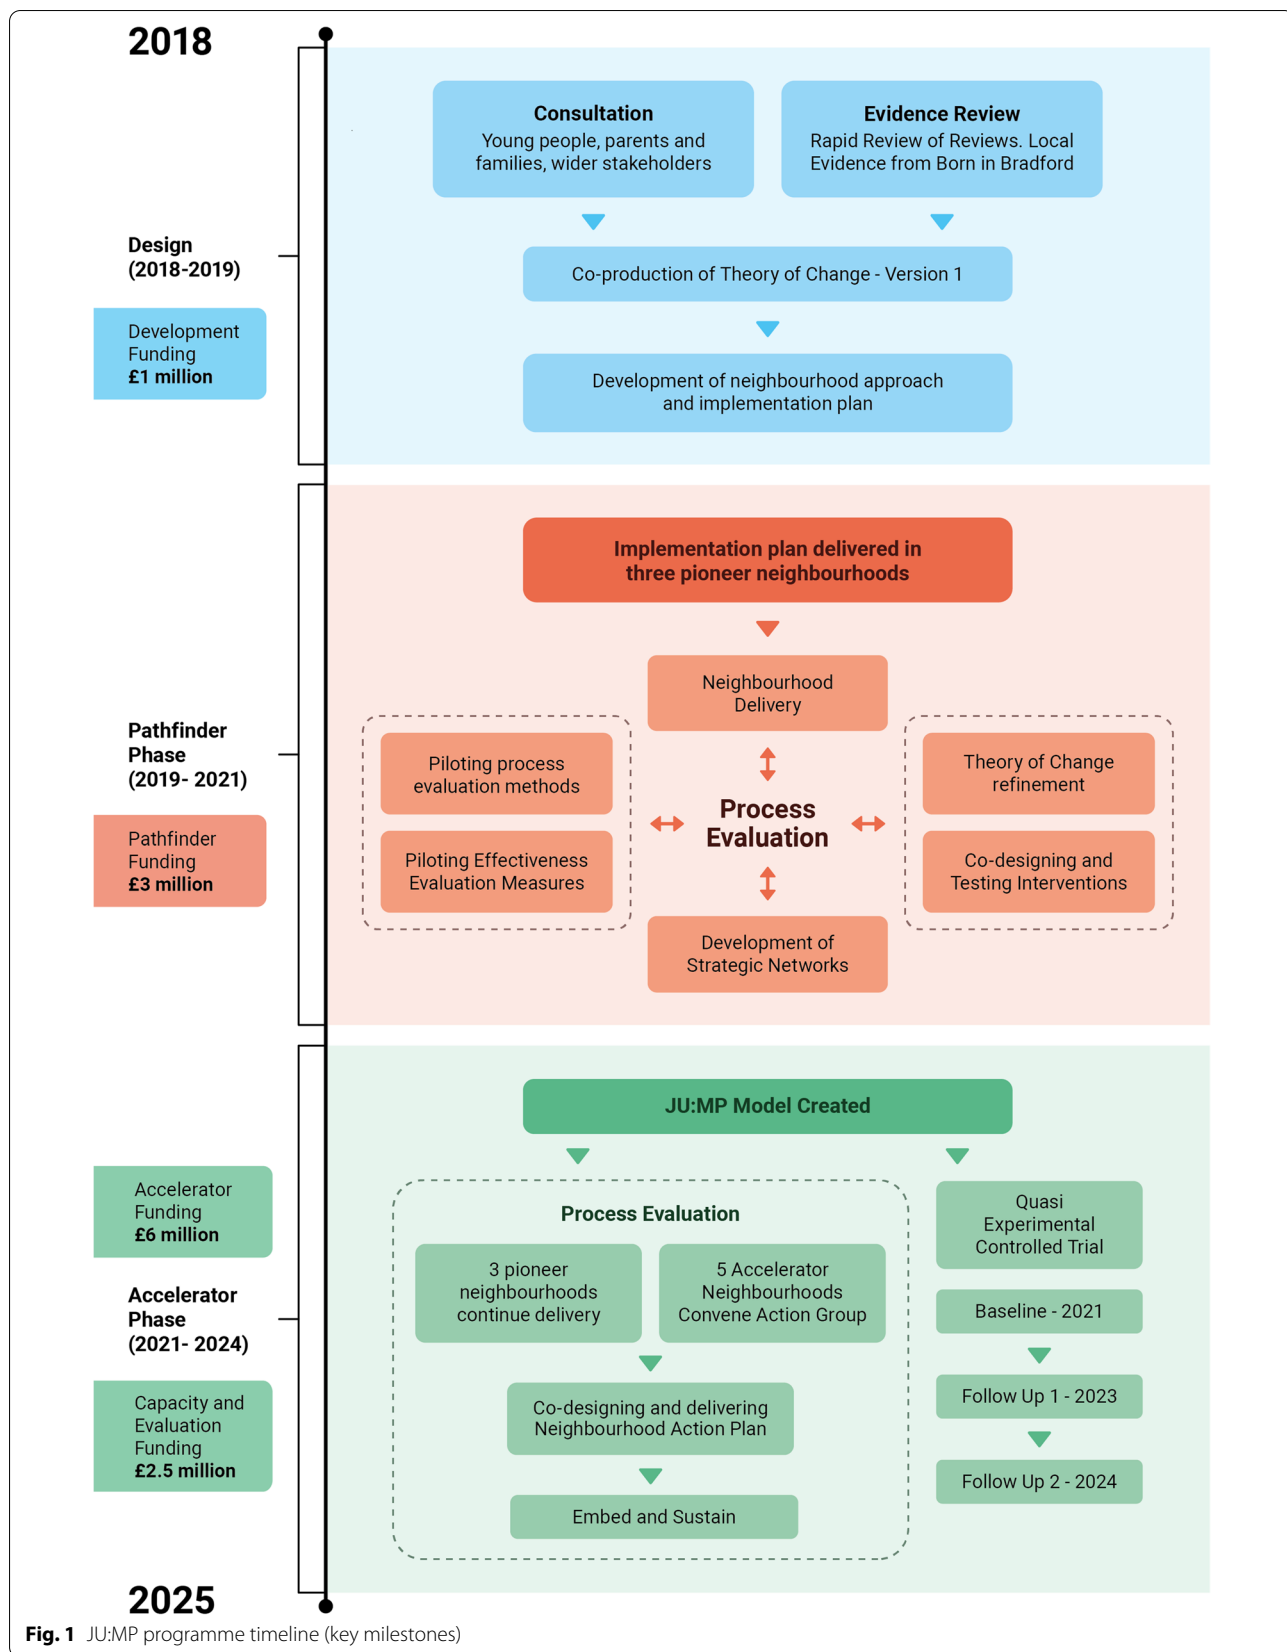 2018
Consultation
Young people, parents and
families, wider stakeholders
Evidence Review
Rapid Review of Reviews. Local
Evidence from Born in Bradford
Design
(2018-2019)
Co-production of Theory of Change - Version 1
Development
Funding
£1 million
Development of neighbourhood approach
and implementation plan
Implementation plan delivered in
three pioneer neighbourhoods
Neighbourhood
Delivery
Pathfinder
Phase
(2019- 2021)
Piloting process
evaluation methods
Theory of Change
refinement
Process
Evaluation
Pathfinder
Funding
£3 million
Piloting Effectiveness
Evaluation Measures
Co-designing and
Testing Interventions
Development of
Strategic Networks
JU:MP Model Created
Accelerator
Funding
£6 million
Process Evaluation
Quasi
Experimental
Controlled Trial
3 pioneer
neighbourhoods
continue delivery
5 Accelerator
Neighbourhoods
Convene Action Group
Accelerator
Phase
(2021- 2024)
Baseline - 2021
Capacity and
Evaluation
Funding
£2.5 million
Co-designing and delivering
Neighbourhood Action Plan
Follow Up 1 - 2023
Follow Up 2 - 2024
Embed and Sustain
2025
Fig. 1 JU:MP programme timeline (key milestones)